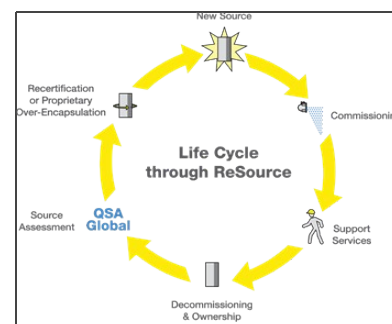 New Source
Recertification
or Proprietary
Over-Encapsulation
Commissionin
Life Cycle
through ReSource
Source
Assessment
QSA
Global
Support
Services
Decommissioning
& Ownership